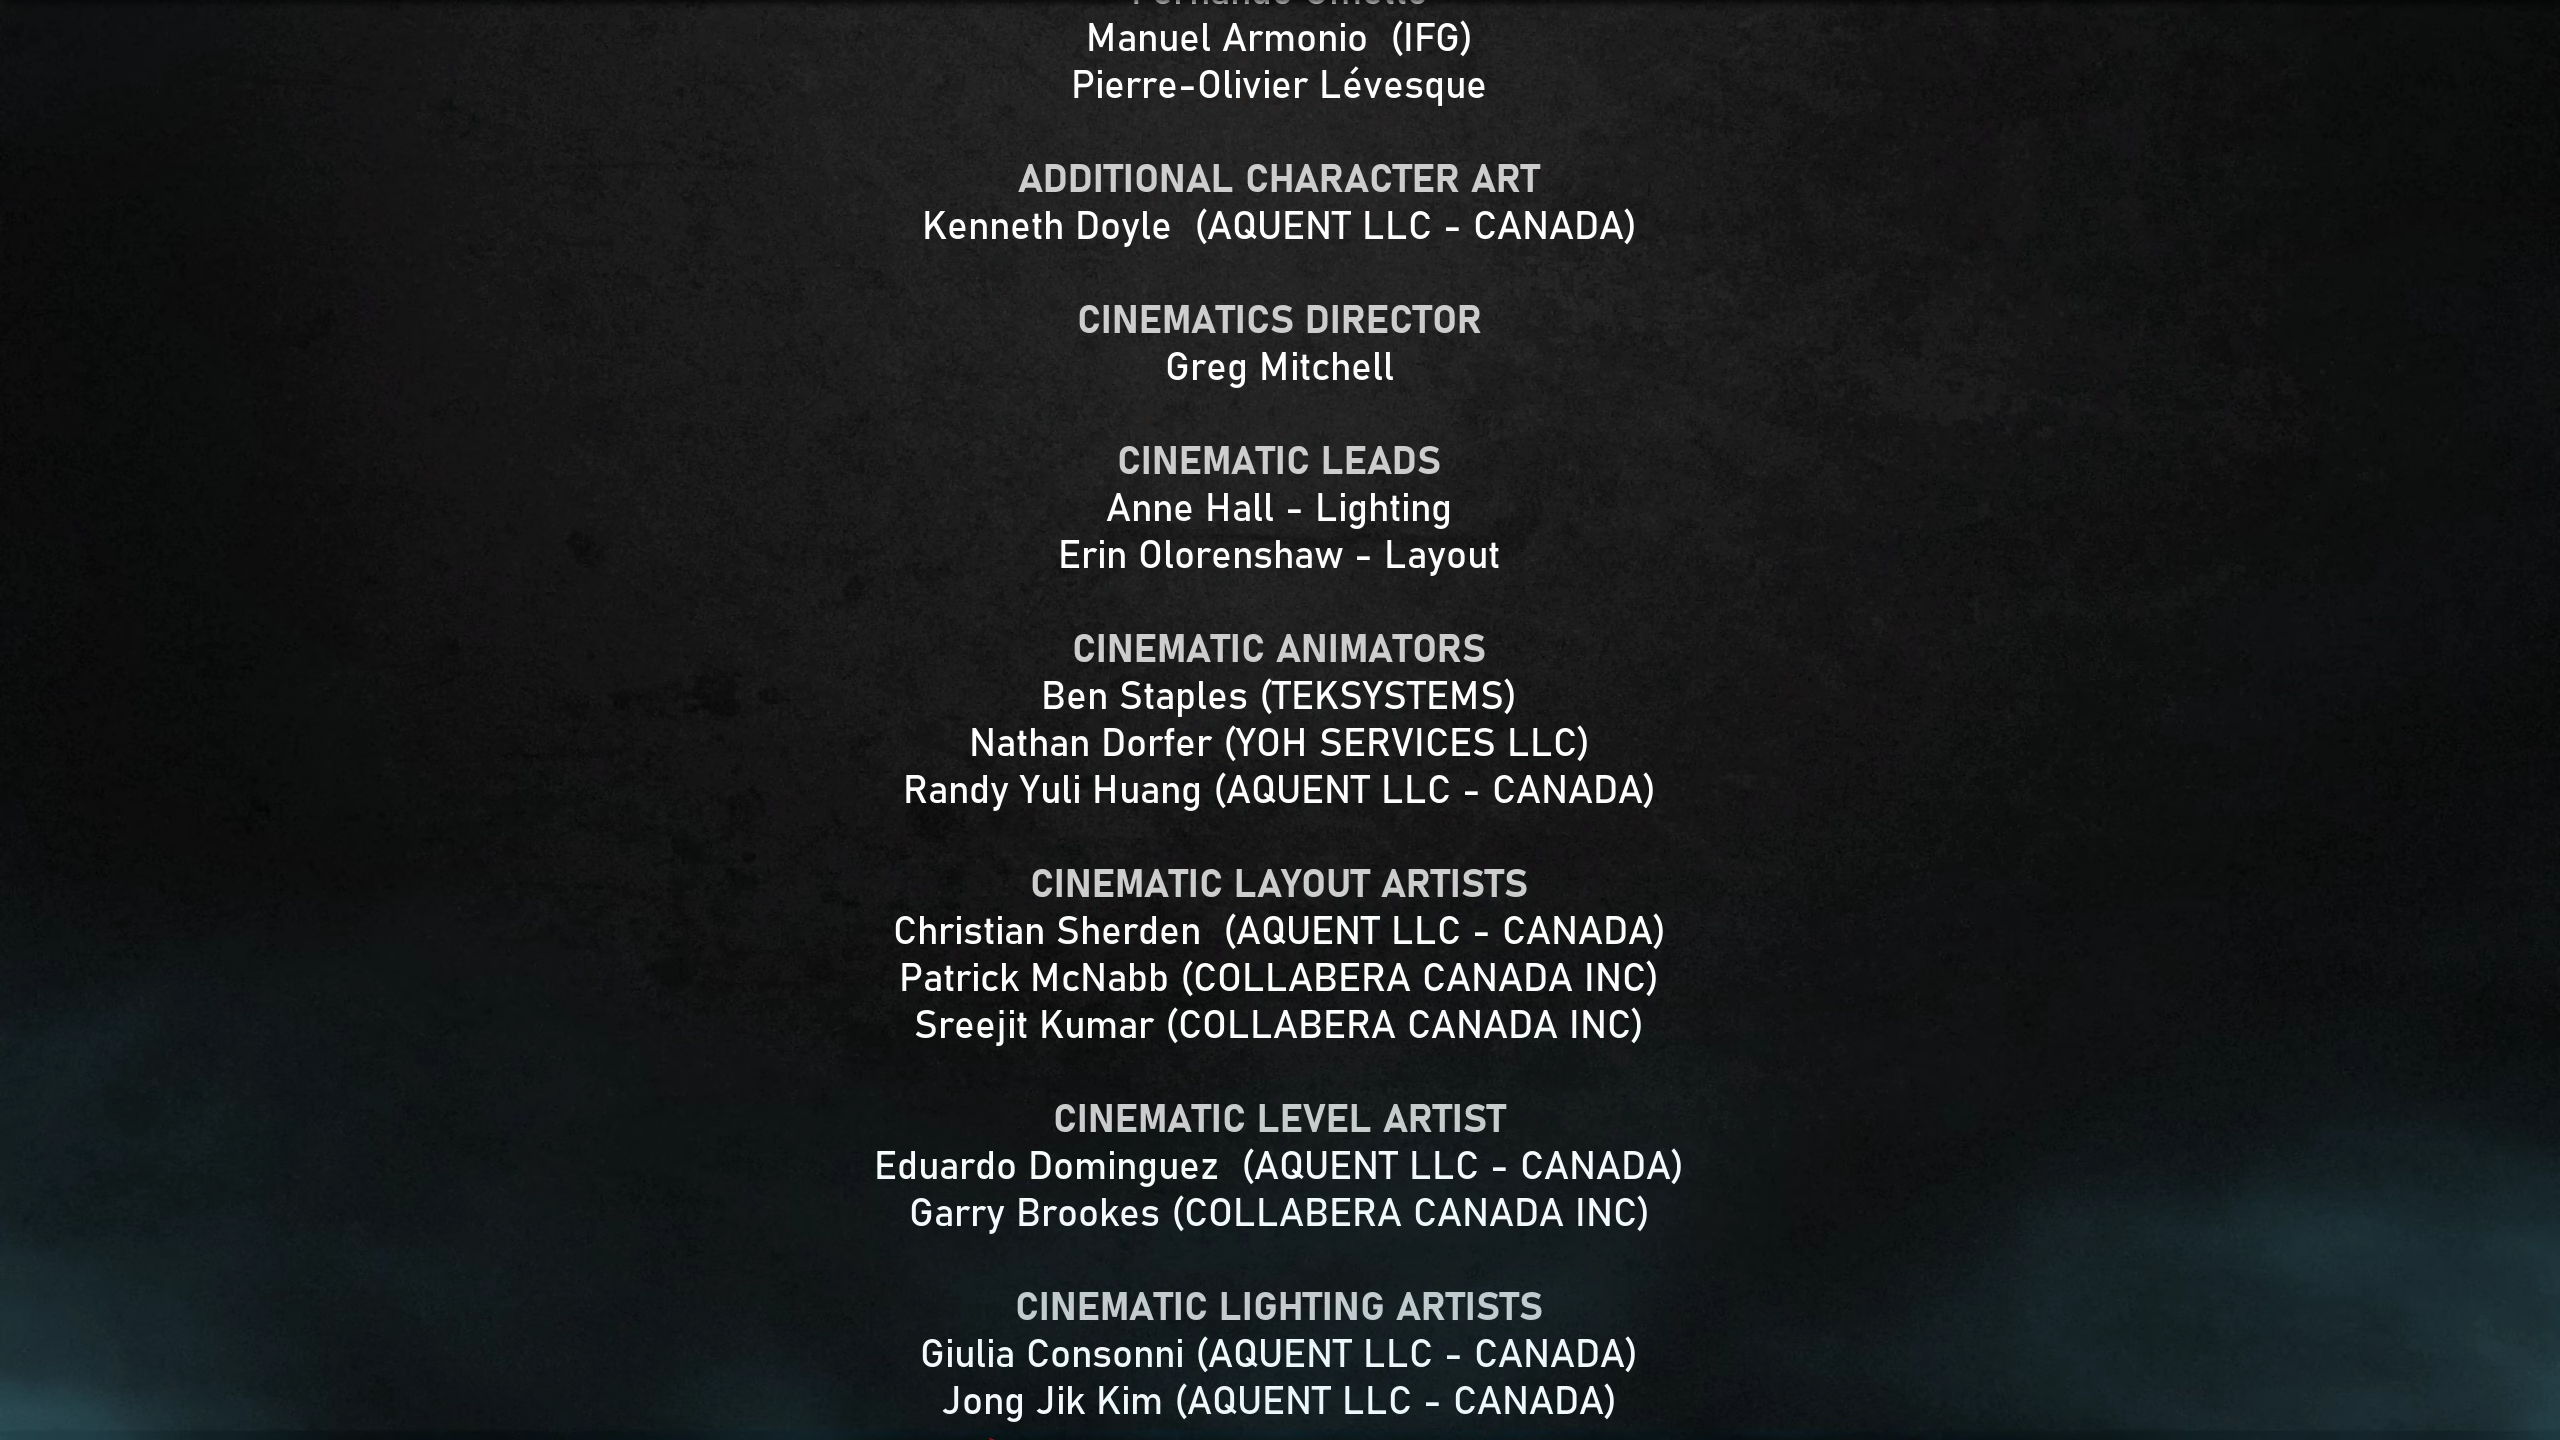 Manuel Armonio  (IFG)
Pierre-Olivier Lévesque
ADDITIONAL CHARACTER ART
Kenneth Doyle  (AQUENT LLC - CANADA)
CINEMATICS DIRECTOR
Greg Mitchell
CINEMATIC LEADS
Anne Hall - Lighting
Erin Olorenshaw - Layout
CINEMATIC ANIMATORS
Ben Staples (TEKSYSTEMS)
Nathan Dorfer (YOH SERVICES LLC)
Randy Yuli Huang (AQUENT LLC - CANADA)
CINEMATIC LAYOUT ARTISTS
Christian Sherden  (AQUENT LLC - CANADA)
Patrick McNabb (COLLABERA CANADA INC)
Sreejit Kumar (COLLABERA CANADA INC)
CINEMATIC LEVEL ARTIST
Eduardo Dominguez  (AQUENT LLC - CANADA)
Garry Brookes (COLLABERA CANADA INC)
CINEMATIC LIGHTING ARTISTS
Giulia Consonni (AQUENT LLC - CANADA)
Jong Jik Kim (AQUENT LLC - CANADA)